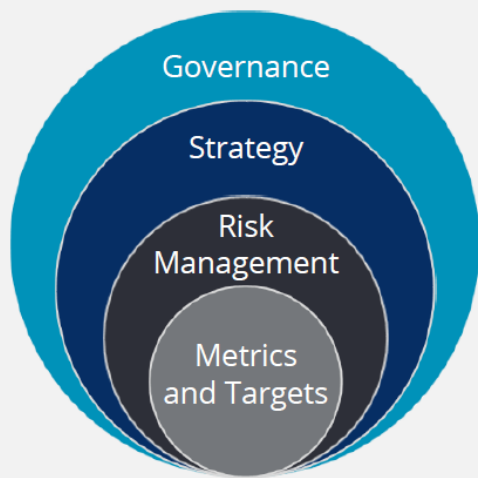 Governance
Strategy
Risk
Management
Metrics
and Targets